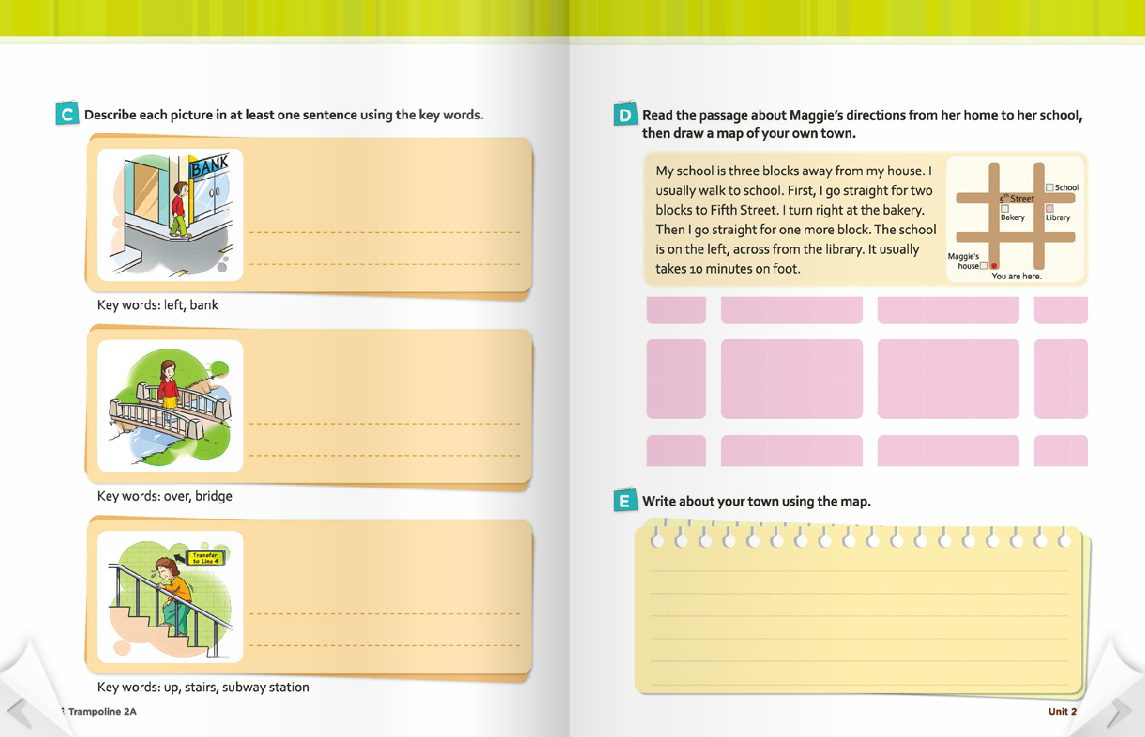 C Describe each picture in at least one sentence using the key words.
BANK
Key words: left, bank
Key words: over, bridge
Transfer
to Line 4
Key words: up, stairs, subway station
2 Trampoline 2A
D Read the passage about Maggie's directions from her home to her school,
then draw a map of your own town.
My school is three blocks away from my house. I
usually walk to school. First, I go straight for two
blocks to Fifth Street. I turn right at the bakery.
Then I go straight for one more block. The school
is on the left, across from the library. It usually
takes 10 minutes on foot.
School
5th Street
Bakery
Library
Maggie's
house
You are here.
E Write about your town using the map.
Unit 2